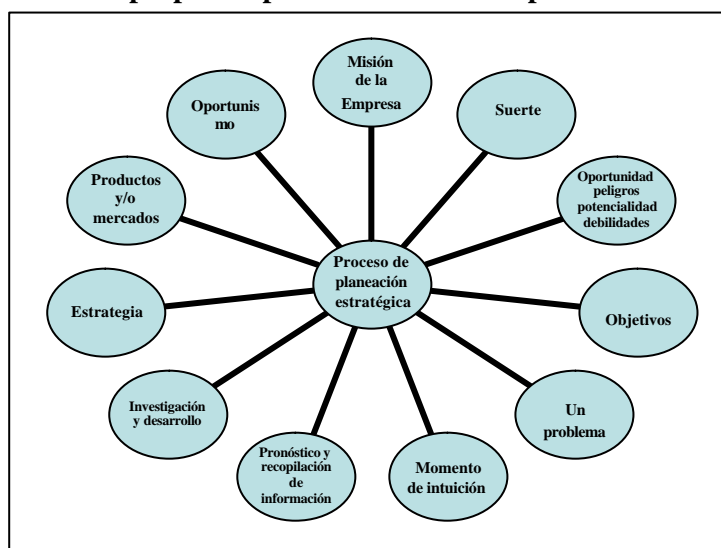 Misión
de la
Empresa
Suerte
Oportunidad
peligros
potencialidad
debilidades
Objetivos
Un
problema
Momento
de intuición
Pronóstico y
recopilación
de
información
Investigación
y desarrollo
Estrategia
Productos
y/o
mercados
Oportunis
mo
Proceso de
planeación
estratégica